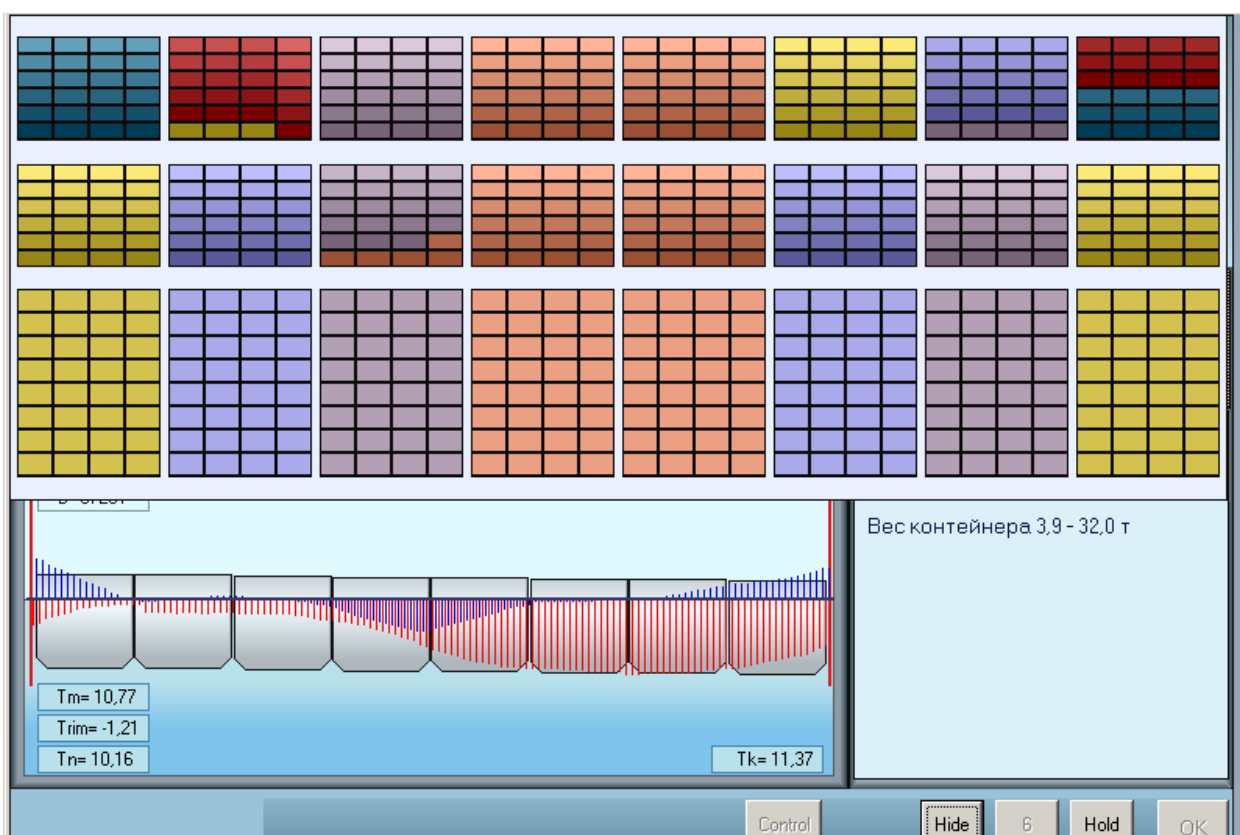 Вес контейнера 3,9 - 32,0 т
Tm= 10,77
Trim= -1,21
Tn= 10,16
Tk= 11,37
Control
Hide
6
Hold
OK